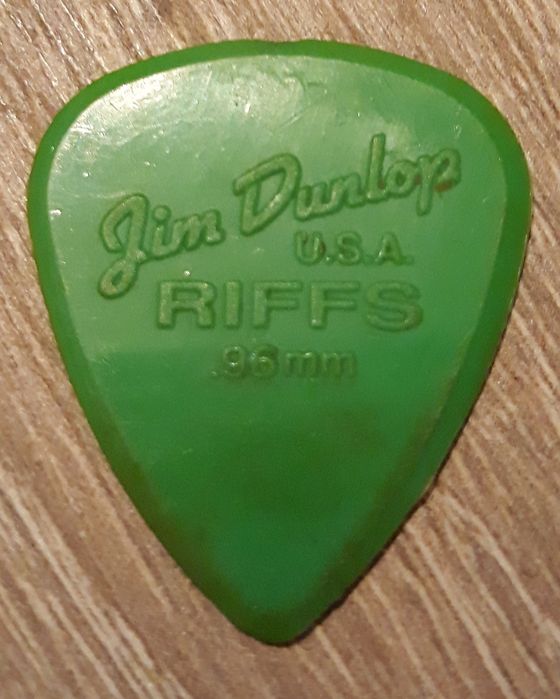 Jim Dunlop
U.S.A.
RIFFS
.96mm